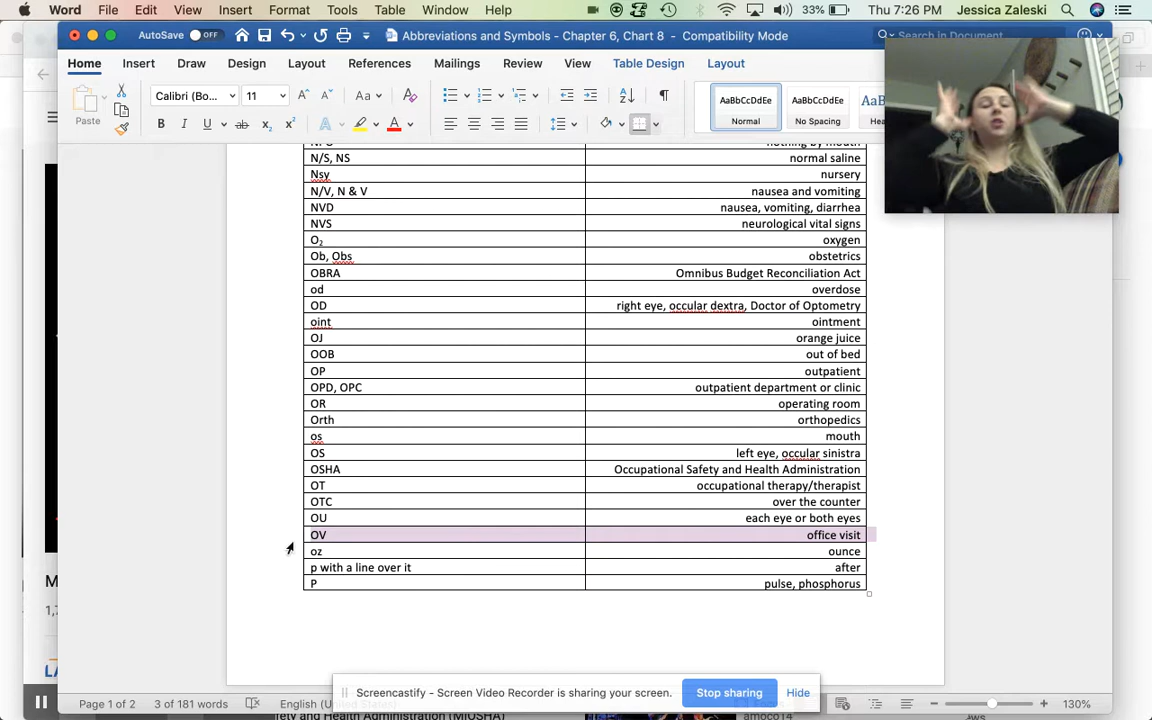 Word File Edit View Insert Format Tools Table Window Help 33% Thu 7:26 PM Jessica Zaleski
AutoSave OFF Abbreviations and Symbols - Chapter 6, Chart 8 - Compatibility Mode Search in Document
Home Insert Draw Design Layout References Mailings Review View Table Design Layout
Paste Calibri (Bo... 11 AaBbCcDdEe AaBbCcDdEe
B I U ab x₂ x² A Normal No Spacing
N/S, NS normal saline
Nsy nursery
N/V, N & V nausea and vomiting
NVD nausea, vomiting, diarrhea
NVS neurological vital signs
O₂ oxygen
Ob, Obs obstetrics
OBRA Omnibus Budget Reconciliation Act
od overdose
OD right eye, occular dextra, Doctor of Optometry
oint ointment
OJ orange juice
OOB out of bed
OP outpatient
OPD, OPC outpatient department or clinic
OR operating room
Orth orthopedics
os mouth
OS left eye, occular sinistra
OSHA Occupational Safety and Health Administration
OT occupational therapy/therapist
OTC over the counter
OU each eye or both eyes
OV office visit
oz ounce
p with a line over it after
P pulse, phosphorus
Screencastify - Screen Video Recorder is sharing your screen. Stop sharing Hide
Page 1 of 2 3 of 181 words English 130%